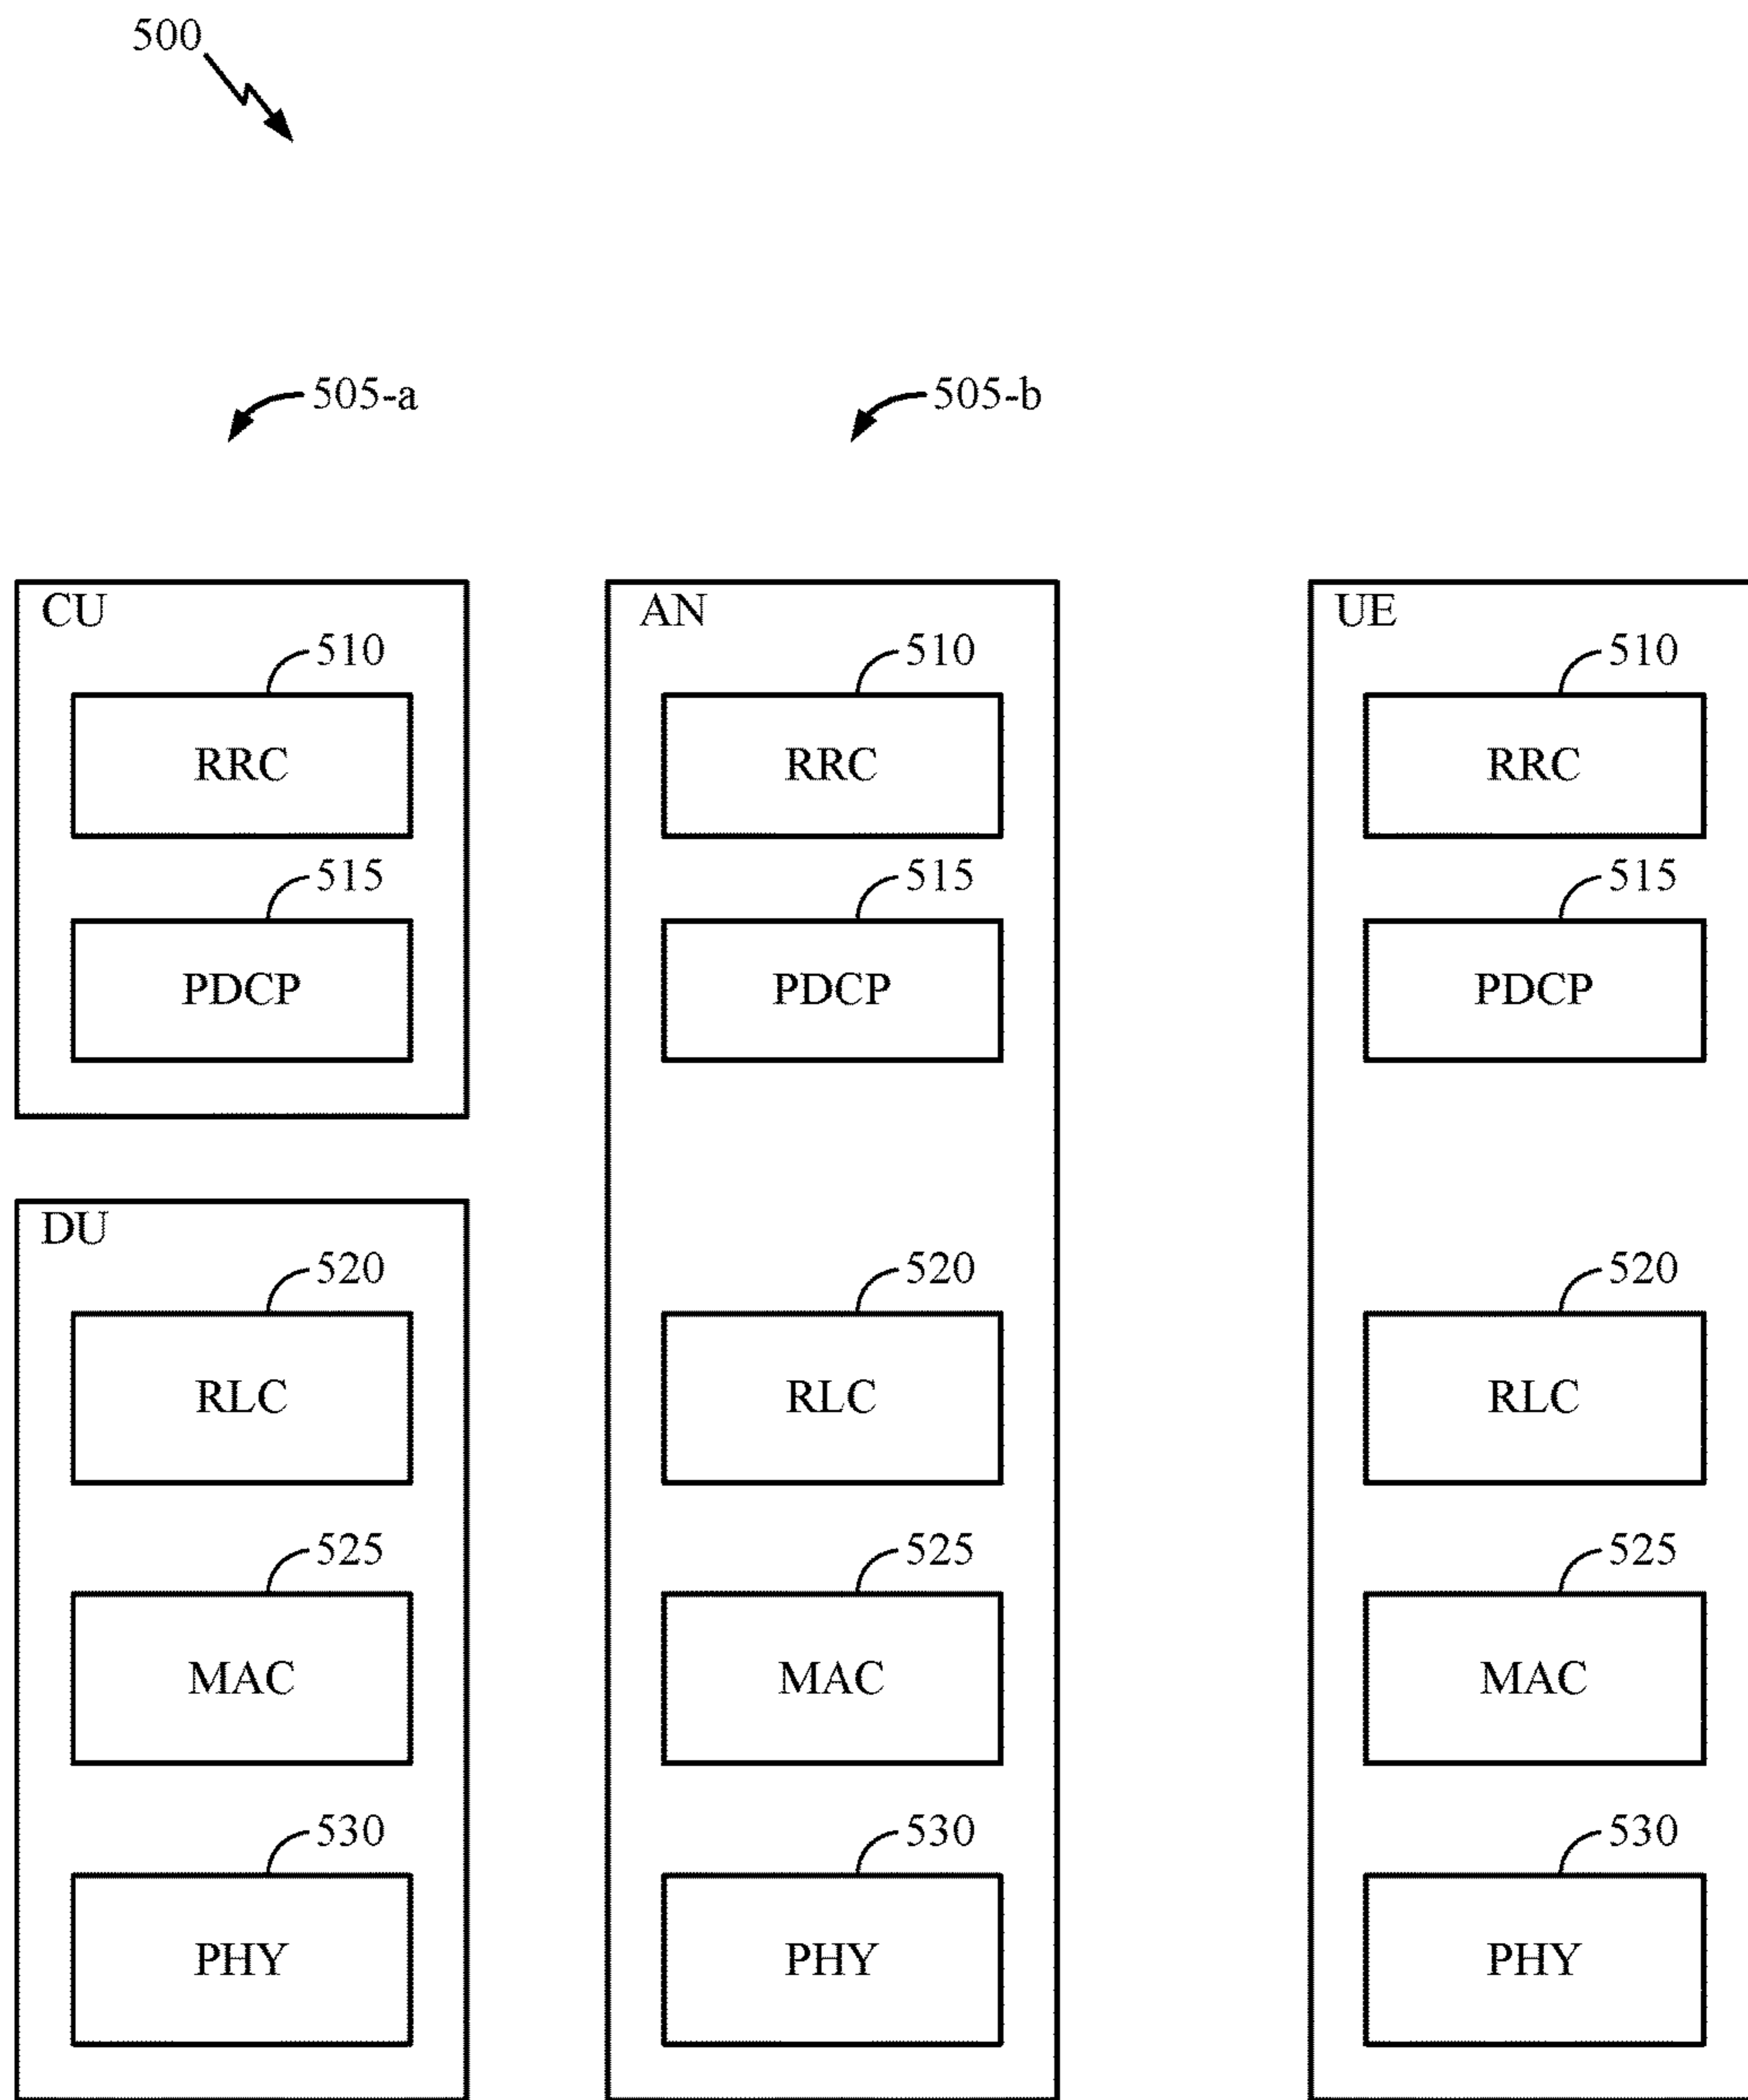 500
505-a 505-b
CU AN UE
510 510 510
RRC RRC RRC
515 515 515
PDCP PDCP PDCP
DU
520 520 520
RLC RLC RLC
525 525 525
MAC MAC MAC
530 530 530
PHY PHY PHY